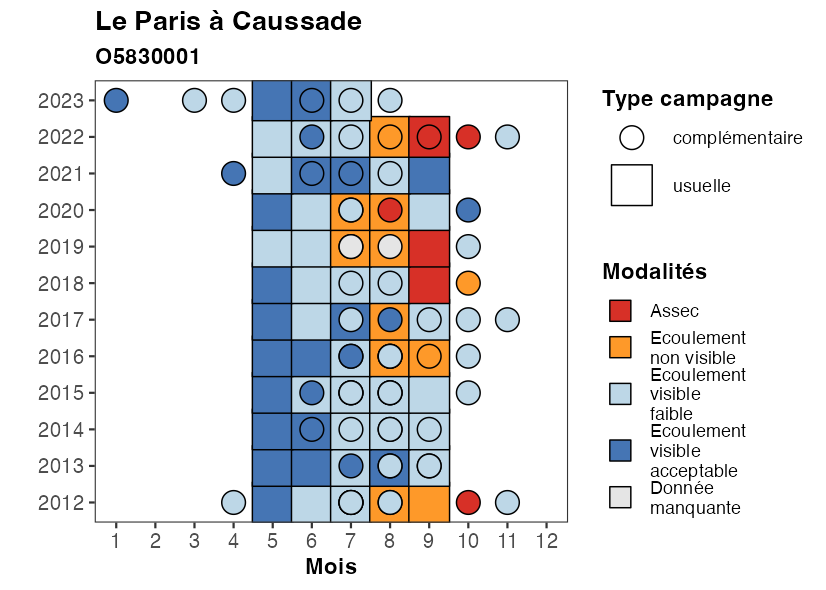 Le Paris à Caussade
O5830001
2023
2022
2021
2020
2019
2018
2017
2016
2015
2014
2013
2012
1 2 3 4 5 6 7 8 9 10 11 12
Mois
Type campagne
complémentaire
usuelle
Modalités
Assec
Ecoulement
non visible
Ecoulement
visible
faible
Ecoulement
visible
acceptable
Donnée
manquante